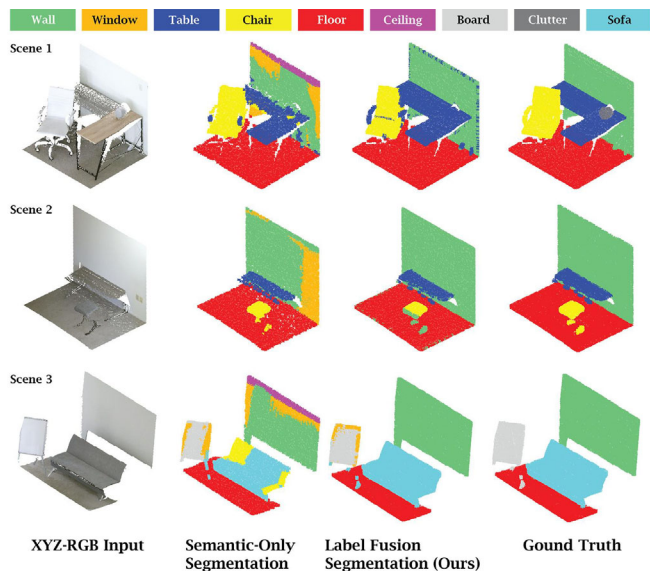 Wall Window Table Chair Floor Ceiling Board Clutter Sofa
Scene 1
Scene 2
Scene 3
XYZ-RGB Input
Semantic-Only
Segmentation
Label Fusion
Segmentation (Ours)
Gound Truth